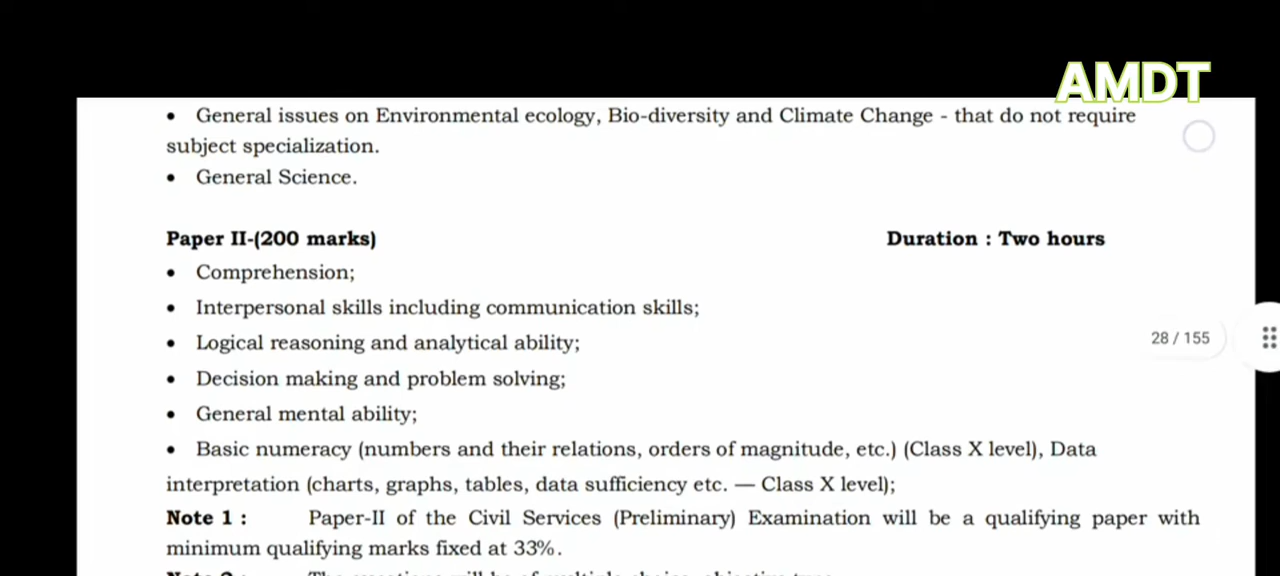 AMDT
• General issues on Environmental ecology, Bio-diversity and Climate Change - that do not require
subject specialization.
• General Science.
Paper II-(200 marks) Duration : Two hours
• Comprehension;
• Interpersonal skills including communication skills;
• Logical reasoning and analytical ability;
28 / 155
• Decision making and problem solving;
• General mental ability;
• Basic numeracy (numbers and their relations, orders of magnitude, etc.) (Class X level), Data
interpretation (charts, graphs, tables, data sufficiency etc. — Class X level);
Note 1 : Paper-II of the Civil Services (Preliminary) Examination will be a qualifying paper with
minimum qualifying marks fixed at 33%.